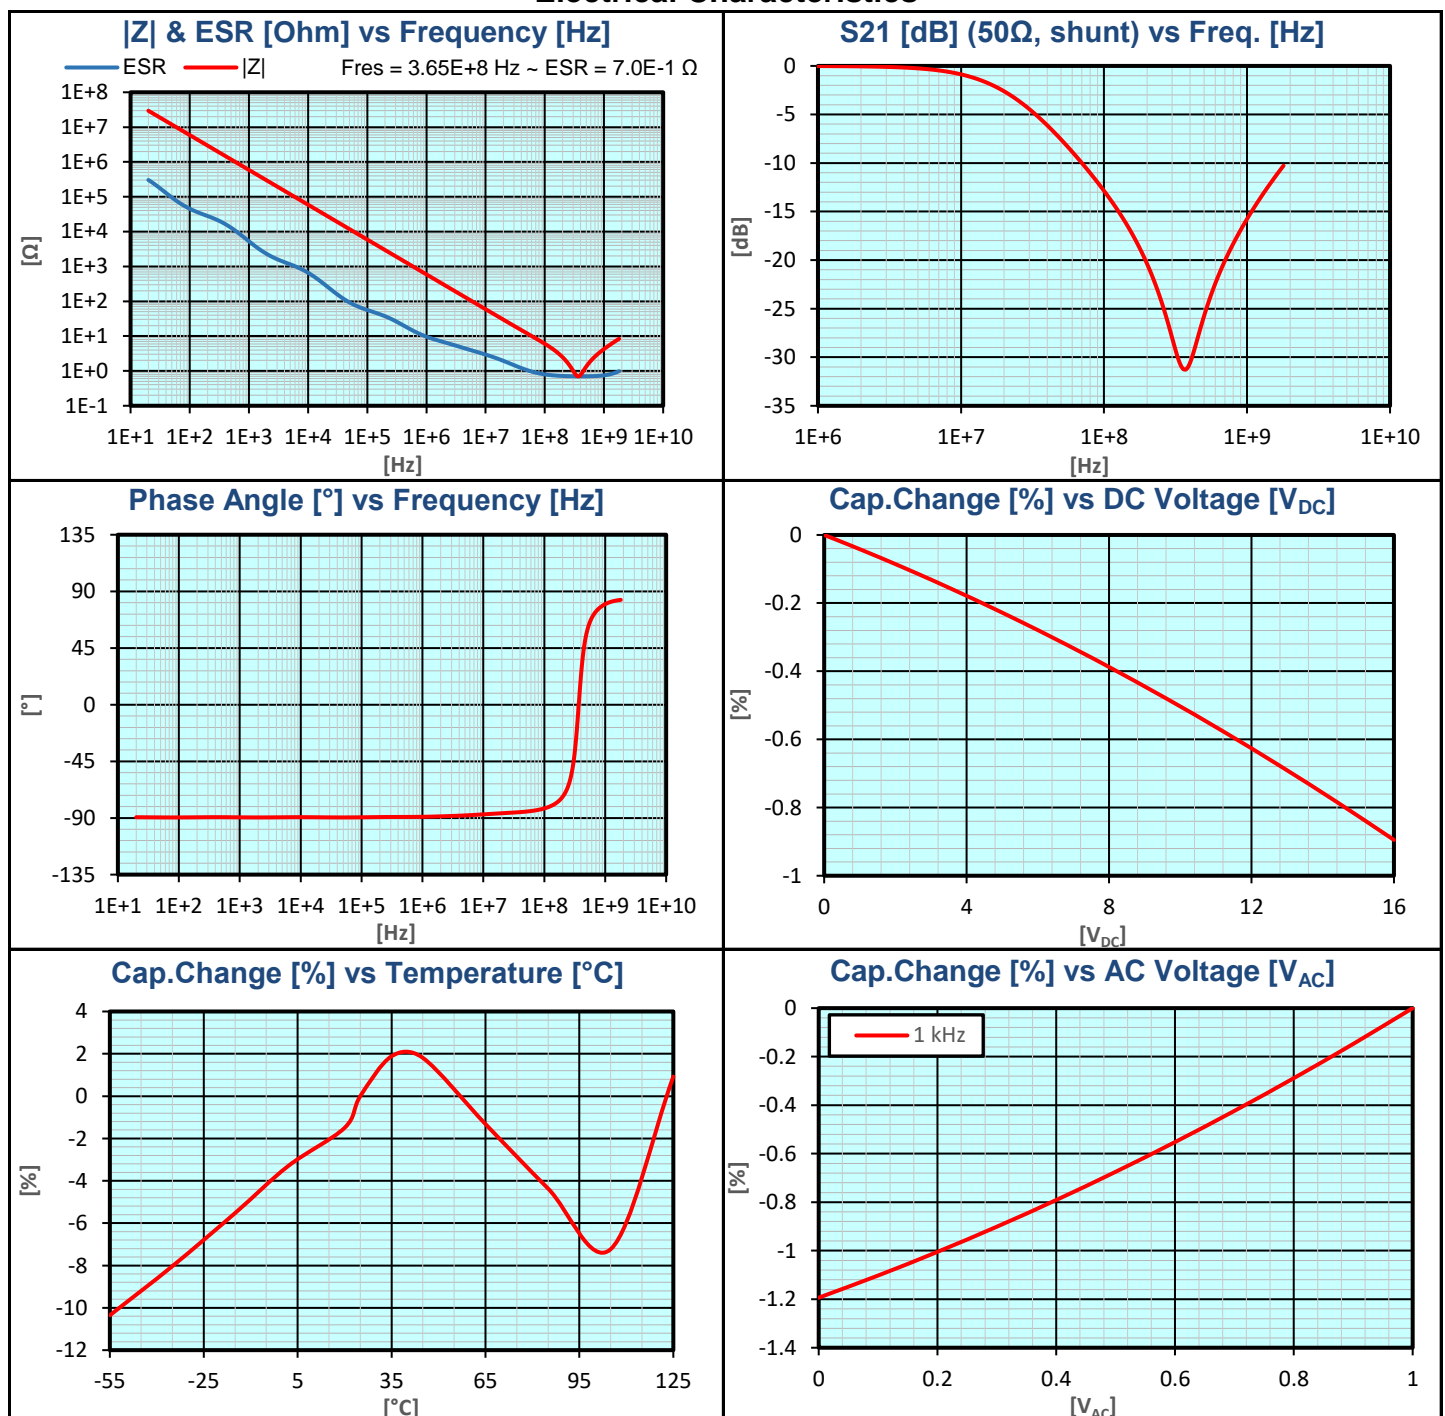 Electrical Characteristics
|Z| & ESR [Ohm] vs Frequency [Hz]
ESR |Z| Fres = 3.65E+8 Hz ~ ESR = 7.0E-1 Ω
1E+8
1E+7
1E+6
1E+5
1E+4
1E+3
1E+2
1E+1
1E+0
1E-1
[Ω]
1E+1 1E+2 1E+3 1E+4 1E+5 1E+6 1E+7 1E+8 1E+9 1E+10
[Hz]
S21 [dB] (50Ω, shunt) vs Freq. [Hz]
0
-5
-10
-15
-20
-25
-30
-35
[dB]
1E+6 1E+7 1E+8 1E+9 1E+10
[Hz]
Phase Angle [°] vs Frequency [Hz]
135
90
45
0
-45
-90
-135
[°]
1E+1 1E+2 1E+3 1E+4 1E+5 1E+6 1E+7 1E+8 1E+9 1E+10
[Hz]
Cap.Change [%] vs DC Voltage [VDC]
0
-0.2
-0.4
-0.6
-0.8
-1
[%]
0 4 8 12 16
[VDC]
Cap.Change [%] vs Temperature [°C]
4
2
0
-2
-4
-6
-8
-10
-12
[%]
-55 -25 5 35 65 95 125
[°C]
Cap.Change [%] vs AC Voltage [VAC]
1 kHz
0
-0.2
-0.4
-0.6
-0.8
-1
-1.2
-1.4
[%]
0 0.2 0.4 0.6 0.8 1
[VAC]